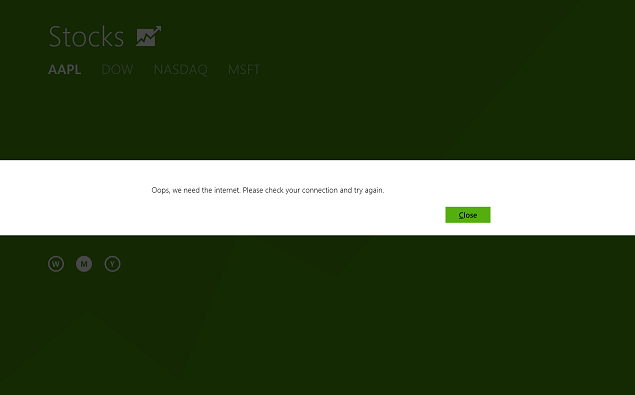 Stocks
AAPL DOW NASDAQ MSFT
Oops, we need the internet. Please check your connection and try again.
Close
W M Y